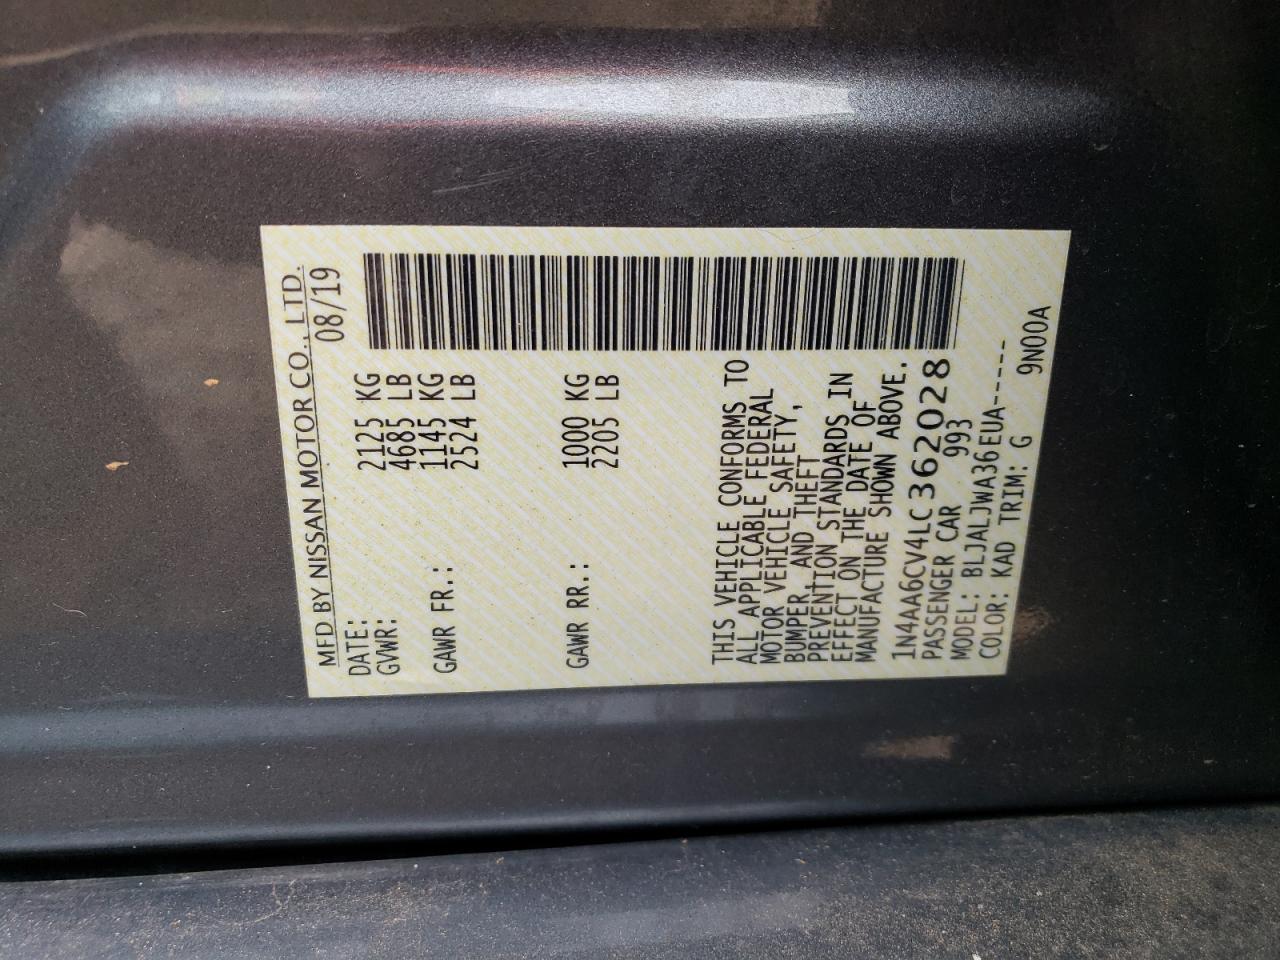 MFD BY NISSAN MOTOR CO., LTD.
DATE: 08/19
GVWR: 2125 KG
4685 LB
GAWR FR.: 1145 KG
2524 LB
GAWR RR.: 1000 KG
2205 LB
THIS VEHICLE CONFORMS TO
ALL APPLICABLE FEDERAL
MOTOR VEHICLE SAFETY,
BUMPER, AND THEFT
PREVENTION STANDARDS IN
EFFECT ON THE DATE OF
MANUFACTURE SHOWN ABOVE.
1N4AA6CV4LC362028
PASSENGER CAR 993
MODEL: BLJALJWA36EUA-----
COLOR: KAD TRIM: G 9N00A